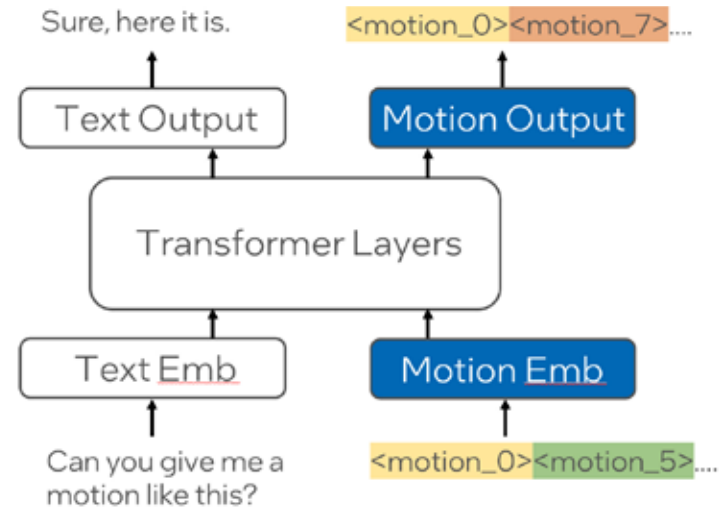 Sure, here it is.
<motion_0><motion_7>....
Text Output
Motion Output
Transformer Layers
Text Emb
Motion Emb
Can you give me a
motion like this?
<motion_0><motion_5>....